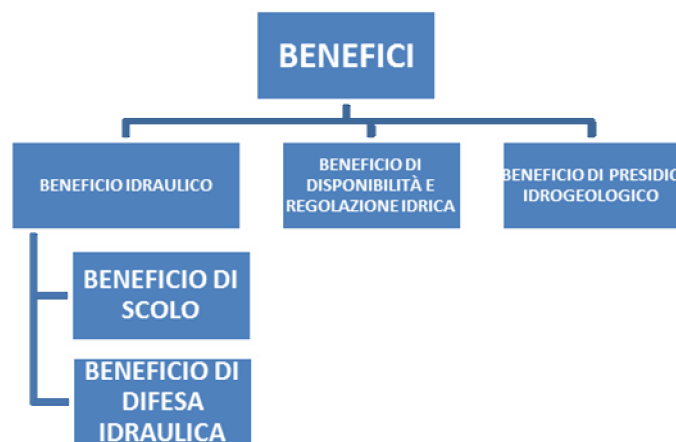 BENEFICI
BENEFICIO IDRAULICO
BENEFICIO DI
DISPONIBILITÀ E
REGOLAZIONE IDRICA
BENEFICIO DI PRESIDIO
IDROGEOLOGICO
BENEFICIO DI
SCOLO
BENEFICIO DI
DIFESA
IDRAULICA